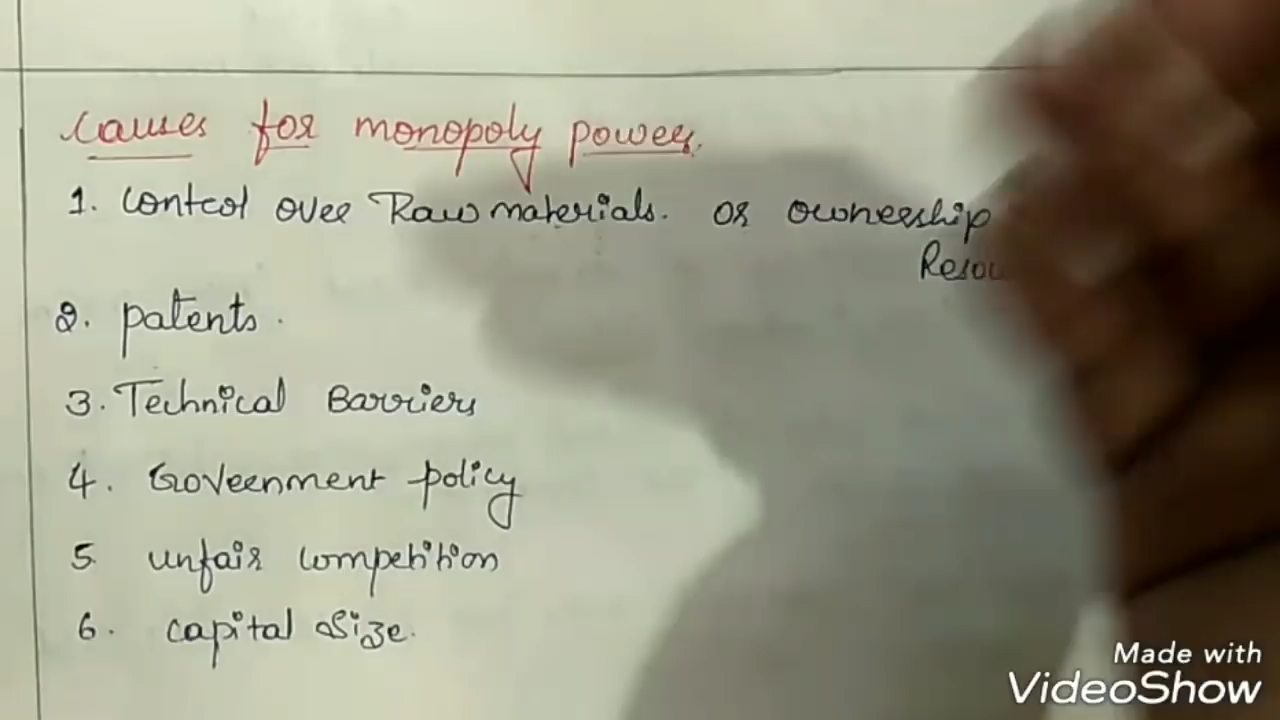 causes for monopoly power.
1. control over Raw materials. or ownership
2. patents.
3. Technical Barriers
4. Government policy
5. unfair competition
6. capital size.
Made with
VideoShow